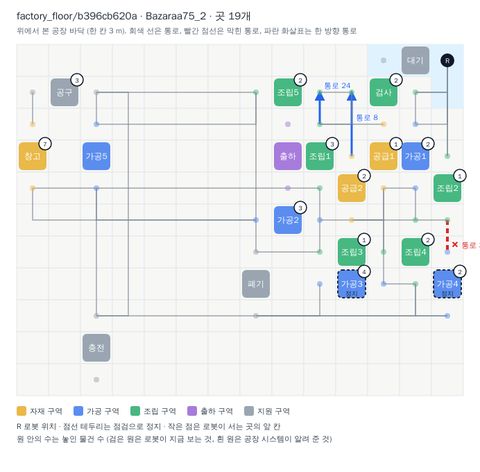 factory_floor/b396cb620a · Bazaraa75_2 · 곳 19개
위에서 본 공장 바닥 (한 칸 3 m). 회색 선은 통로, 빨간 점선은 막힌 통로, 파란 화살표는 한 방향 통로
대기
R
공구
3
조립5
2
통로 24
검사
2
통로 8
창고
7
가공5
출하
조립1
3
공급1
1
가공1
2
공급2
2
조립2
1
가공2
3
조립3
1
조립4
2
✕ 통로
폐기
가공3
4
정지
가공4
2
정지
충전
자재 구역
가공 구역
조립 구역
출하 구역
지원 구역
R 로봇 위치 · 점선 테두리는 점검으로 정지 · 작은 점은 로봇이 서는 곳의 앞 칸
원 안의 수는 놓인 물건 수 (검은 원은 로봇이 지금 보는 것, 흰 원은 공장 시스템이 알려 준 것)